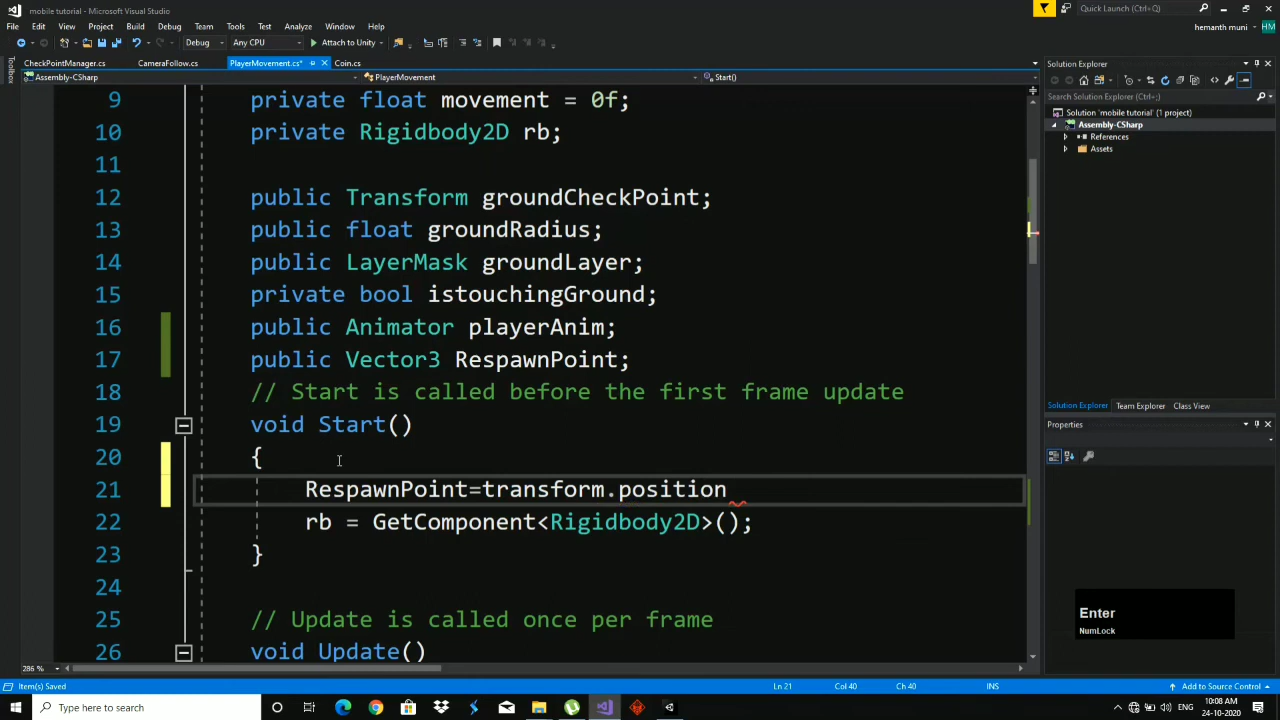 mobile tutorial - Microsoft Visual Studio
Quick Launch (Ctrl+;)
File Edit View Project Build Debug Team Tools Test Analyze Window Help
hemanth muni HM
Debug Any CPU Attach to Unity
Toolbox
CheckPointManager.cs CameraFollow.cs PlayerMovement.cs* Coin.cs
Assembly-CSharp PlayerMovement Start()
9 private float movement = 0f;
10 private Rigidbody2D rb;
11
12 public Transform groundCheckPoint;
13 public float groundRadius;
14 public LayerMask groundLayer;
15 private bool istouchingGround;
16 public Animator playerAnim;
17 public Vector3 RespawnPoint;
18 // Start is called before the first frame update
19 void Start()
20 {
21 RespawnPoint=transform.position
22 rb = GetComponent<Rigidbody2D>();
23 }
24
25 // Update is called once per frame
26 void Update()
286 %
Solution Explorer
Search Solution Explorer (Ctrl+;)
Solution 'mobile tutorial' (1 project)
Assembly-CSharp
References
Assets
Solution Explorer Team Explorer Class View
Properties
Enter
NumLock
Item(s) Saved Ln 21 Col 40 Ch 40 INS Add to Source Control
Type here to search
ENG 10:08 AM
24-10-2020